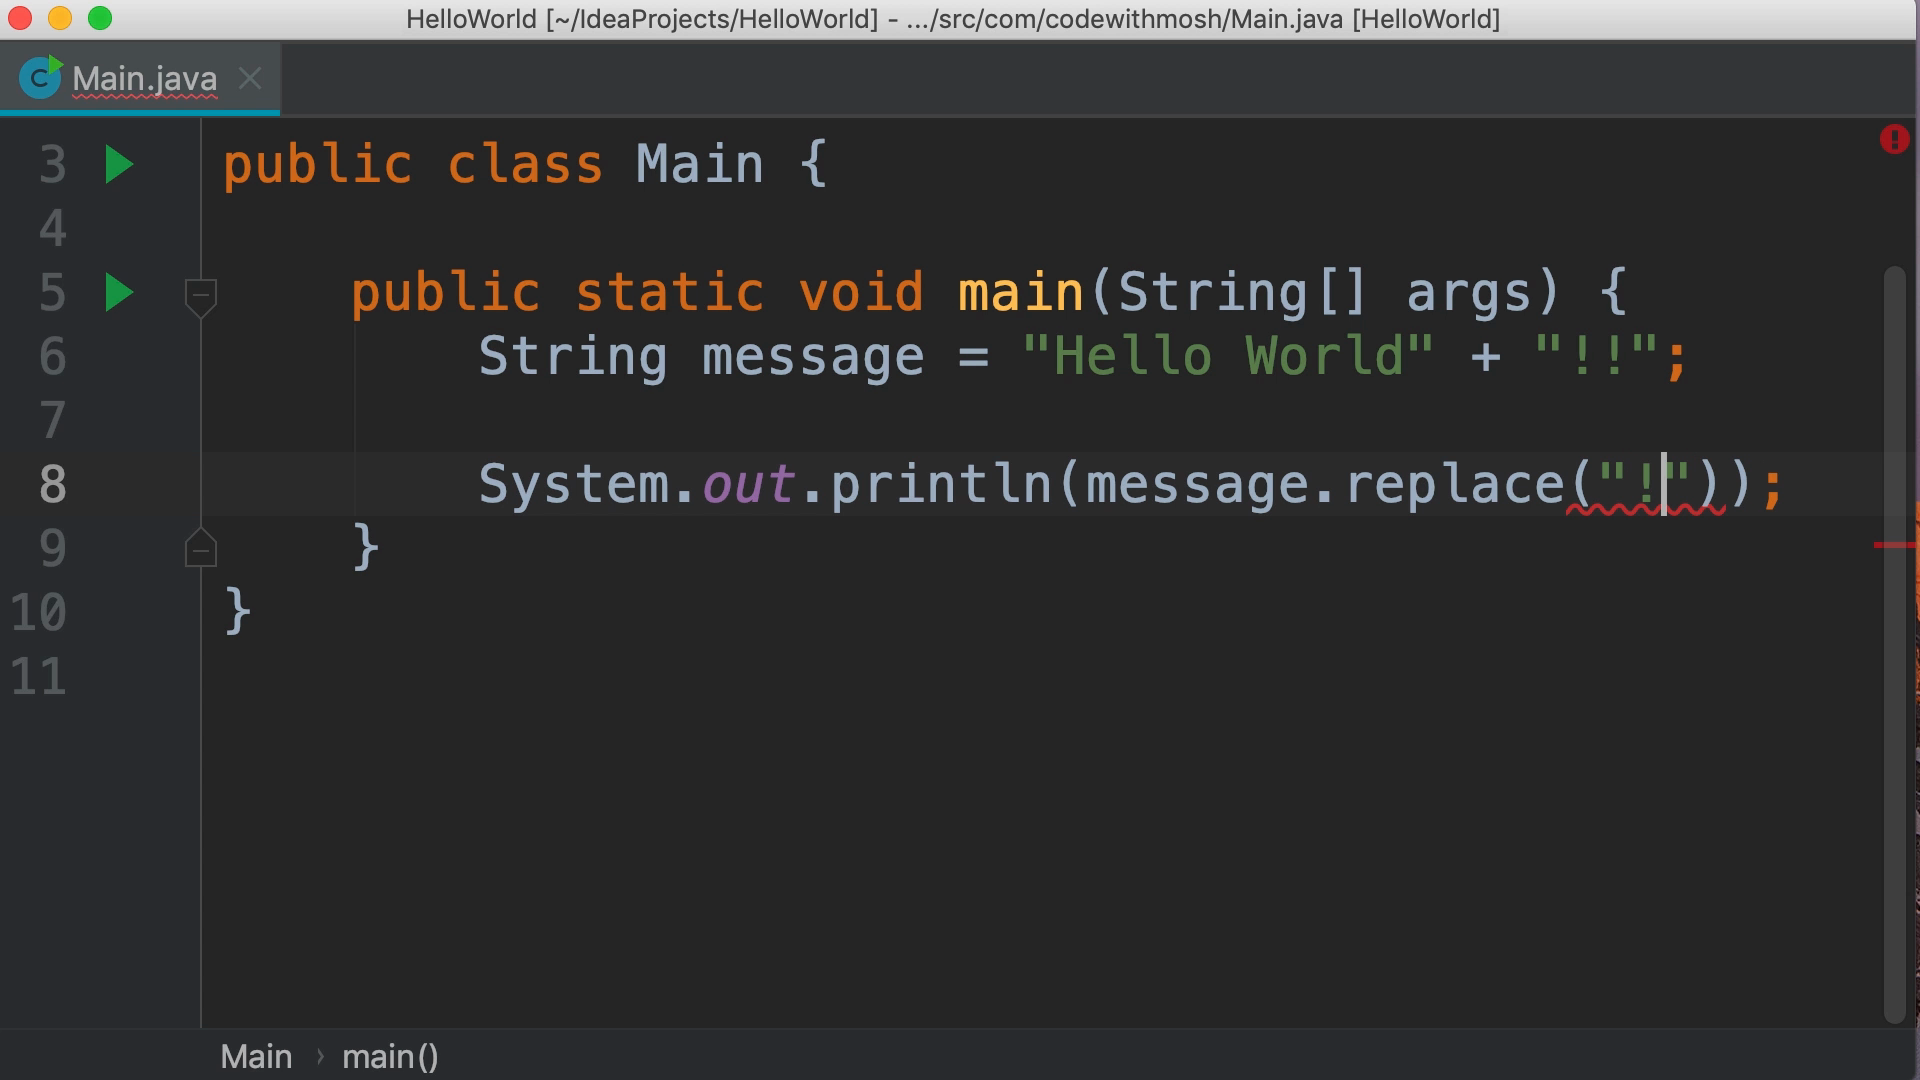 HelloWorld [~/IdeaProjects/HelloWorld] - .../src/com/codewithmosh/Main.java [HelloWorld]
C Main.java
3 public class Main {
4
5 public static void main(String[] args) {
6 String message = "Hello World" + "!!";
7
8 System.out.println(message.replace("!"));
9 }
10 }
11
Main › main()